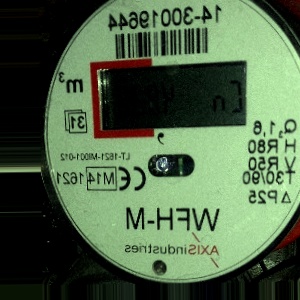 14-30019644
m³
31
Q₃ 1,6
H R80
V R50
T30/90
Δ P25
LT-1621-MI001-012
CE M14 1621
WFH-M
AXISindustries